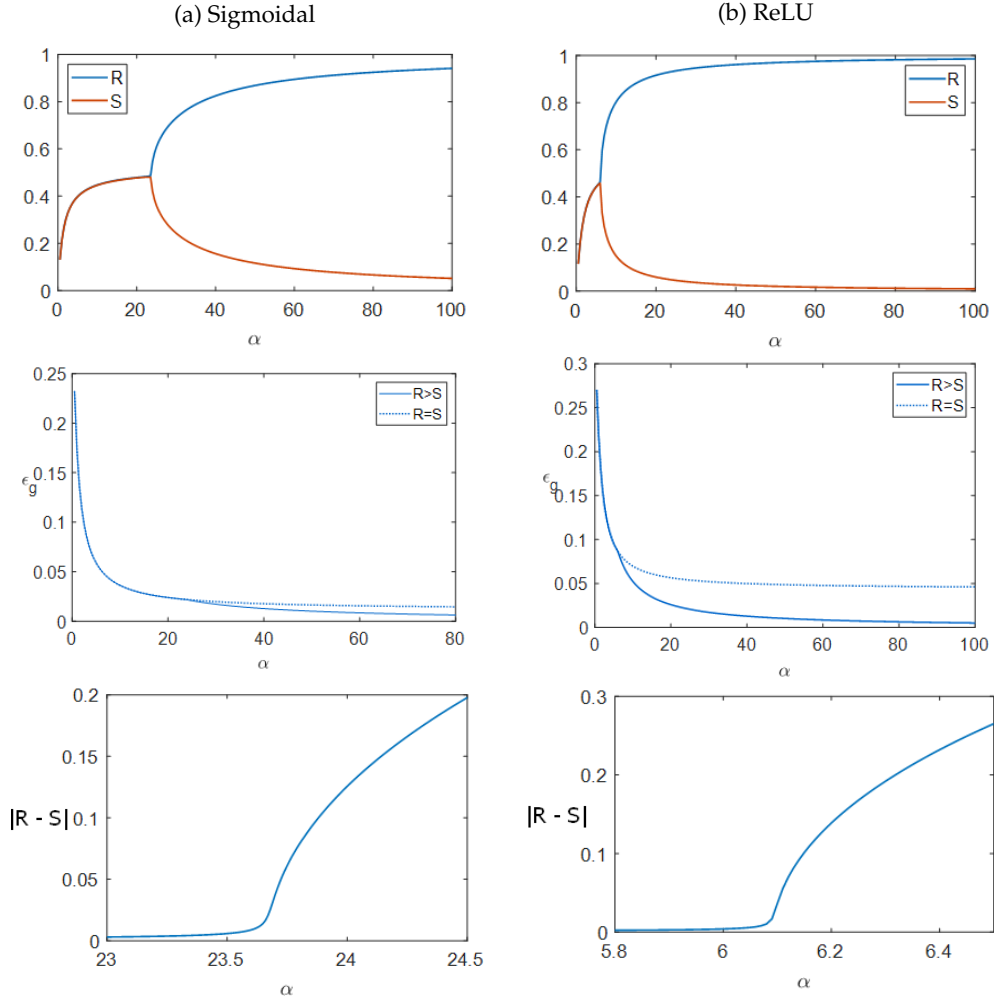 (a) Sigmoidal
(b) ReLU
1
0.8
0.6
0.4
0.2
0
R
S
0 20 40 60 80 100
α
1
0.8
0.6
0.4
0.2
0
R
S
0 20 40 60 80 100
α
0.25
0.2
0.15
0.1
0.05
0
ϵg
R>S
R=S
0 20 40 60 80
α
0.3
0.25
0.2
0.15
0.1
0.05
0
ϵg
R>S
R=S
0 20 40 60 80 100
α
0.2
0.15
0.1
0.05
0
|R - S|
23 23.5 24 24.5
α
0.3
0.2
0.1
0
|R - S|
5.8 6 6.2 6.4
α